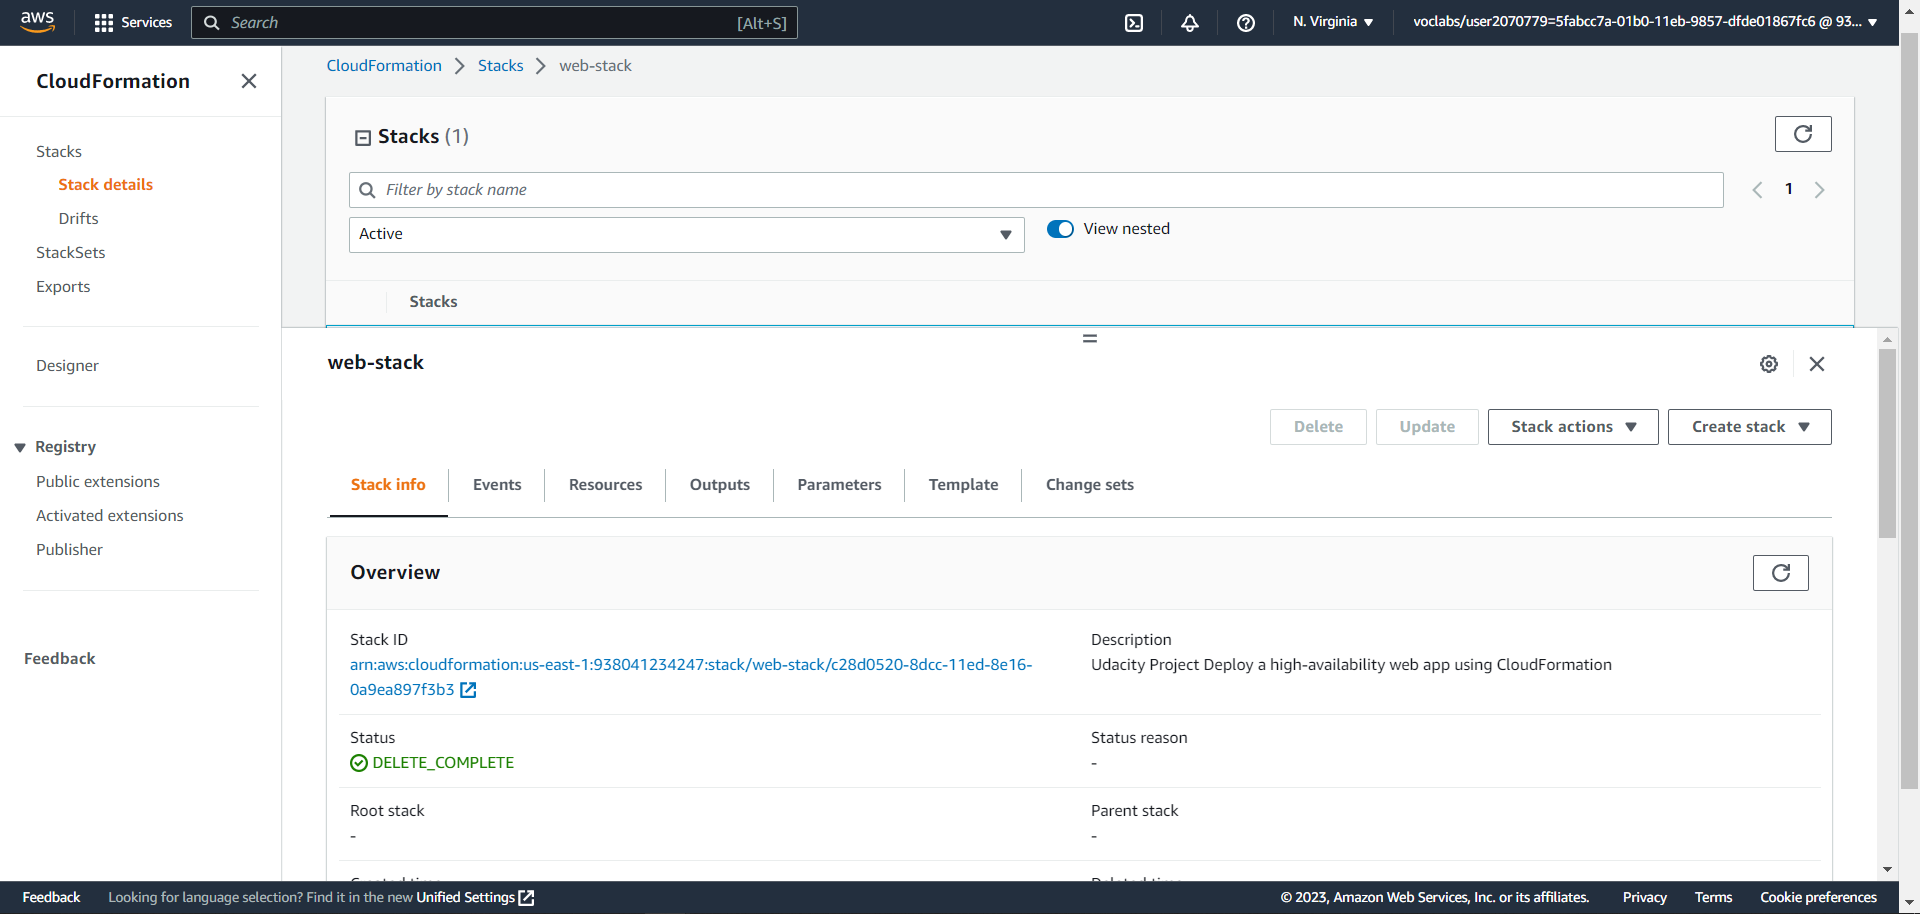 aws
Services
Search
[Alt+S]
N. Virginia
voclabs/user2070779=5fabcc7a-01b0-11eb-9857-dfde01867fc6 @ 93...
CloudFormation
Stacks
Stack details
Drifts
StackSets
Exports
Designer
Registry
Public extensions
Activated extensions
Publisher
Feedback
CloudFormation
Stacks
web-stack
Stacks (1)
Filter by stack name
1
Active
View nested
Stacks
web-stack
Delete
Update
Stack actions
Create stack
Stack info
Events
Resources
Outputs
Parameters
Template
Change sets
Overview
Stack ID
arn:aws:cloudformation:us-east-1:938041234247:stack/web-stack/c28d0520-8dcc-11ed-8e16-
0a9ea897f3b3
Description
Udacity Project Deploy a high-availability web app using CloudFormation
Status
DELETE_COMPLETE
Status reason
-
Root stack
-
Parent stack
-
Feedback
Looking for language selection? Find it in the new Unified Settings
© 2023, Amazon Web Services, Inc. or its affiliates.
Privacy
Terms
Cookie preferences